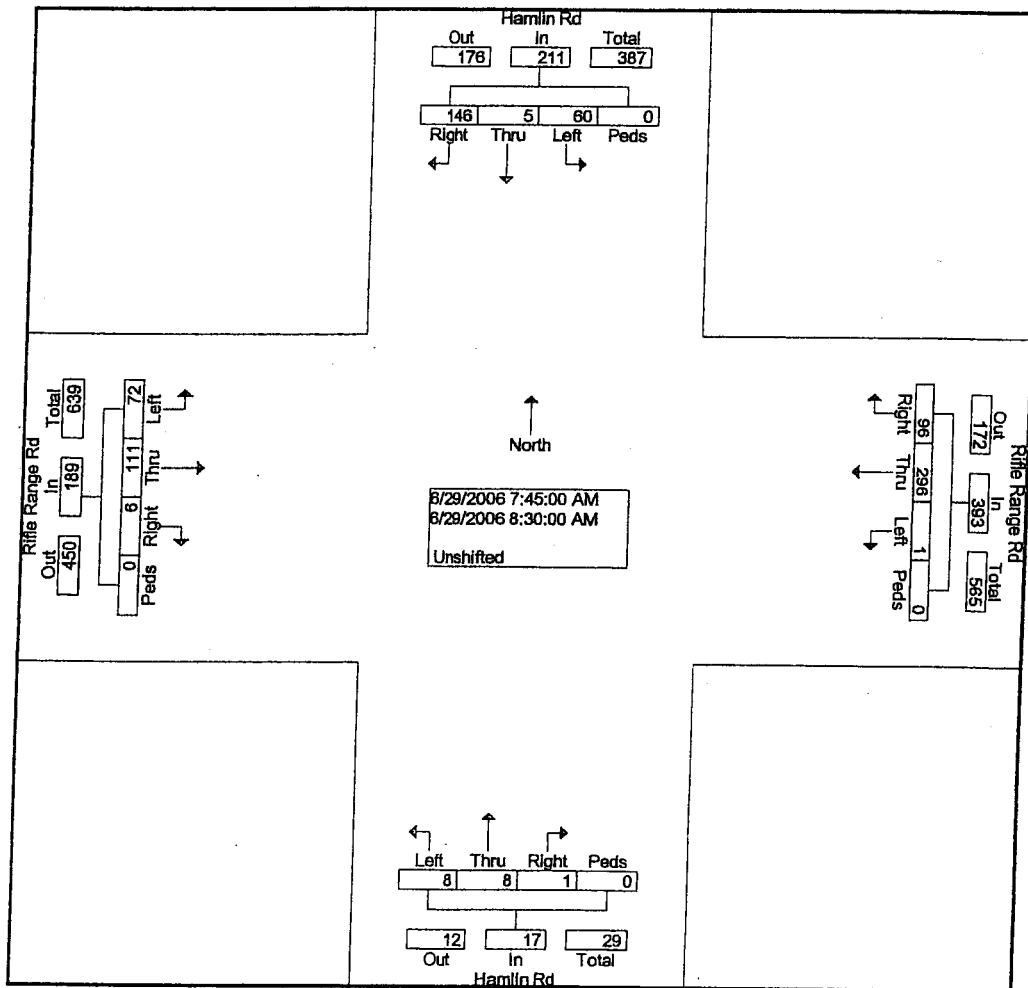 Hamlin Rd
Out In Total
176 211 387
146 5 60 0
Right Thru Left Peds
Rifle Range Rd
Total In Out
639 189 450
72 111 6 0
Left Thru Right Peds
North
8/29/2006 7:45:00 AM
8/29/2006 8:30:00 AM
Unshifted
Rifle Range Rd
Out In Total
172 393 565
96 296 1 0
Right Thru Left Peds
Left Thru Right Peds
8 8 1 0
12 17 29
Out In Total
Hamlin Rd